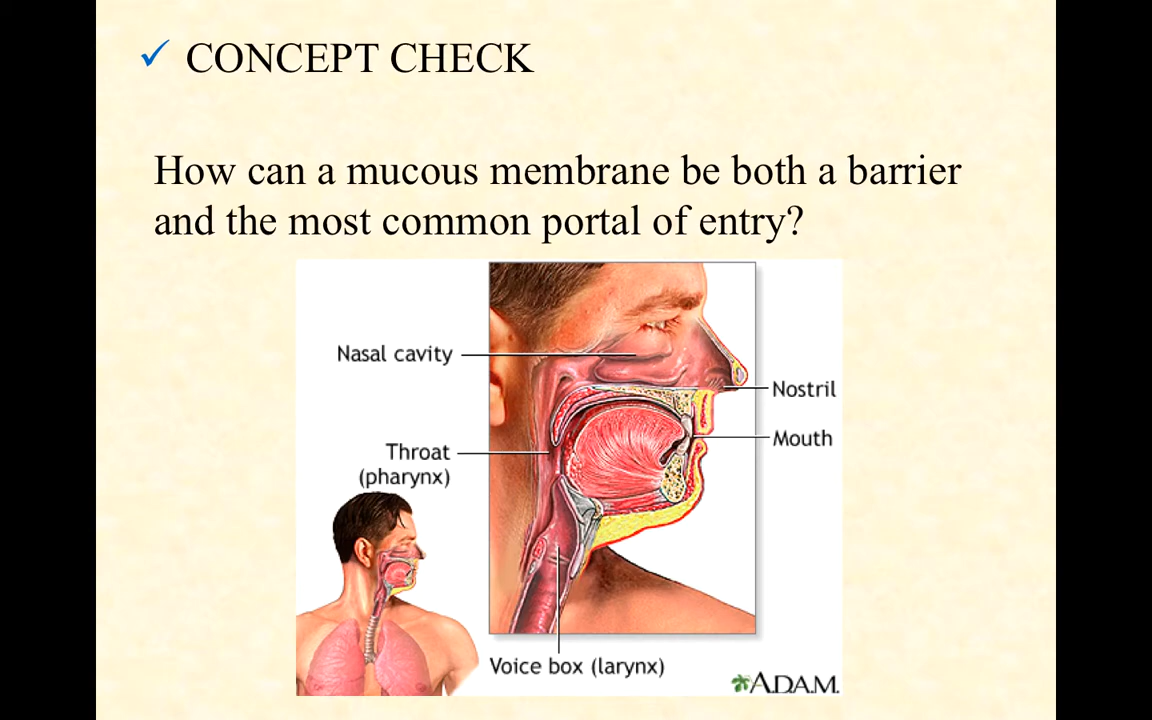 ✓ CONCEPT CHECK
How can a mucous membrane be both a barrier
and the most common portal of entry?
Nasal cavity
Nostril
Mouth
Throat
(pharynx)
Voice box (larynx)
A.D.A.M.